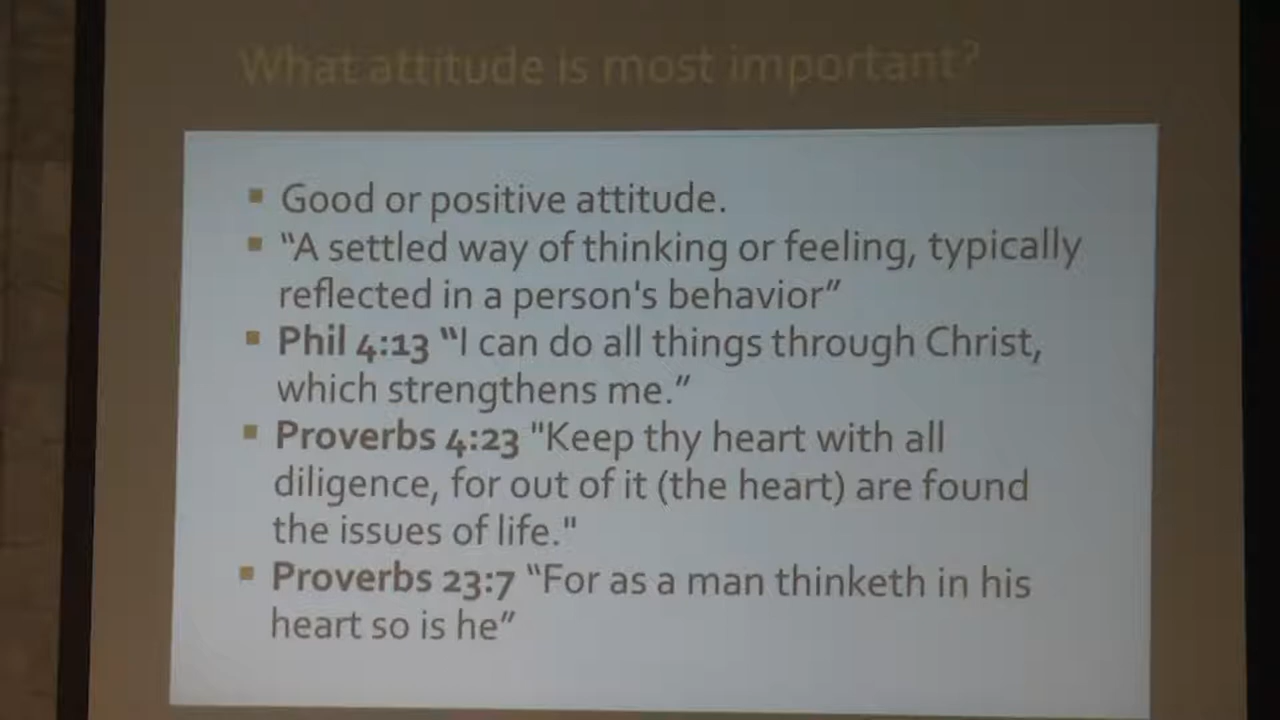 What attitude is most important?
▪ Good or positive attitude.
▪ “A settled way of thinking or feeling, typically
reflected in a person's behavior”
▪ Phil 4:13 “I can do all things through Christ,
which strengthens me.”
▪ Proverbs 4:23 "Keep thy heart with all
diligence, for out of it (the heart) are found
the issues of life."
▪ Proverbs 23:7 “For as a man thinketh in his
heart so is he”